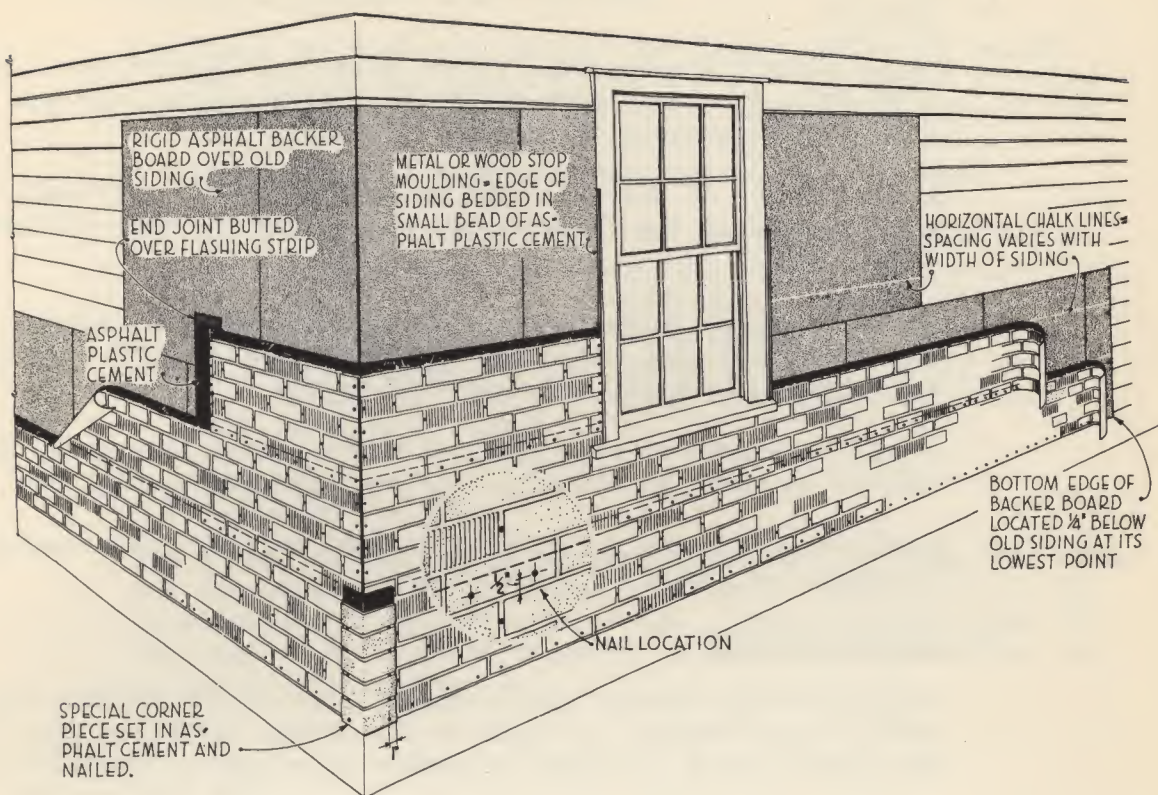 RIGID ASPHALT BACKER
BOARD OVER OLD
SIDING
END JOINT BUTTED
OVER FLASHING STRIP
ASPHALT
PLASTIC
CEMENT
METAL OR WOOD STOP
MOULDING = EDGE OF
SIDING BEDDED IN
SMALL BEAD OF AS-
PHALT PLASTIC CEMENT
HORIZONTAL CHALK LINES =
SPACING VARIES WITH
WIDTH OF SIDING
BOTTOM EDGE OF
BACKER BOARD
LOCATED 1/4" BELOW
OLD SIDING AT ITS
LOWEST POINT
1/2"
NAIL LOCATION
SPECIAL CORNER
PIECE SET IN AS-
PHALT CEMENT AND
NAILED.
1"